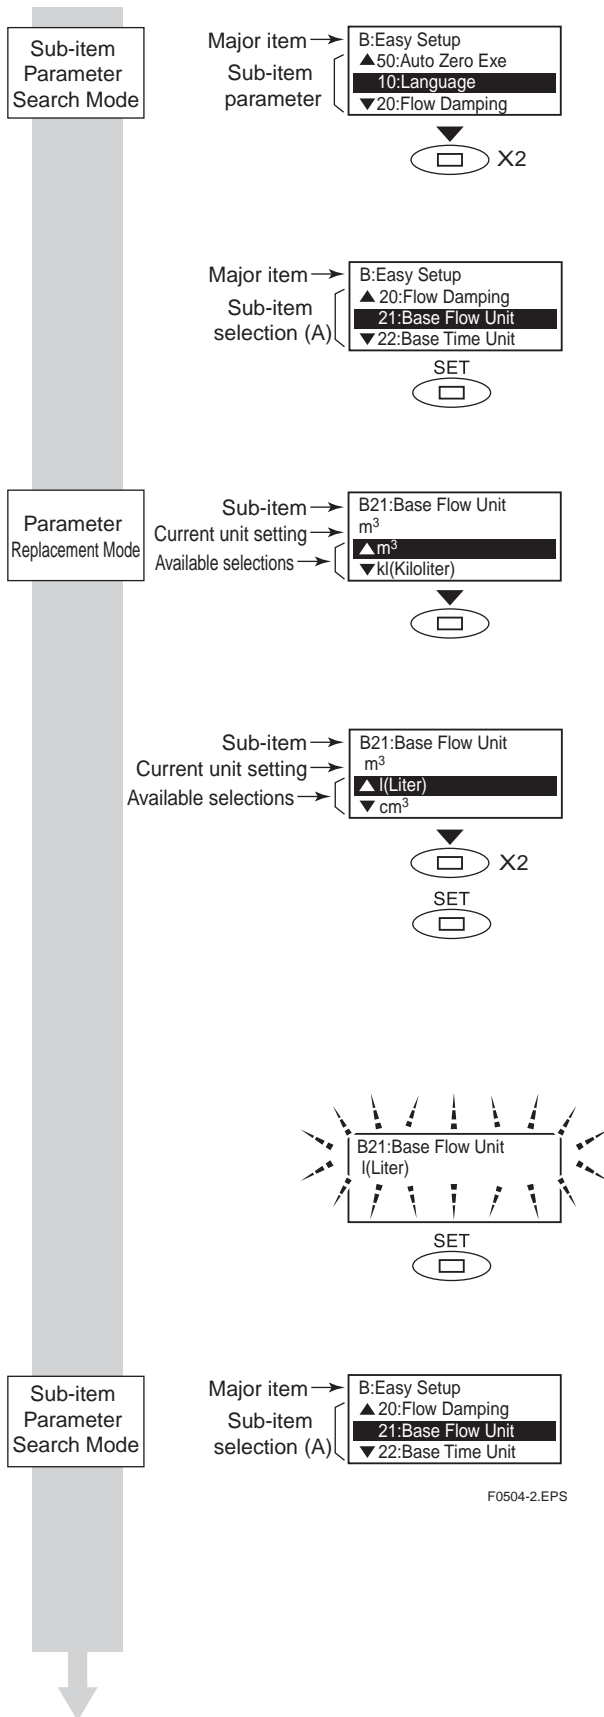 Sub-item
Parameter
Search Mode
Major item
Sub-item
parameter
B:Easy Setup
▲50:Auto Zero Exe
10:Language
▼20:Flow Damping
▼
X2
Major item
Sub-item
selection (A)
B:Easy Setup
▲ 20:Flow Damping
21:Base Flow Unit
▼ 22:Base Time Unit
SET
Parameter
Replacement Mode
Sub-item
Current unit setting
Available selections
B21:Base Flow Unit
m³
▲m³
▼kl(Kiloliter)
▼
Sub-item
Current unit setting
Available selections
B21:Base Flow Unit
m³
▲ l(Liter)
▼ cm³
▼
X2
SET
B21:Base Flow Unit
l(Liter)
SET
Sub-item
Parameter
Search Mode
Major item
Sub-item
selection (A)
B:Easy Setup
▲ 20:Flow Damping
21:Base Flow Unit
▼ 22:Base Time Unit
F0504-2.EPS